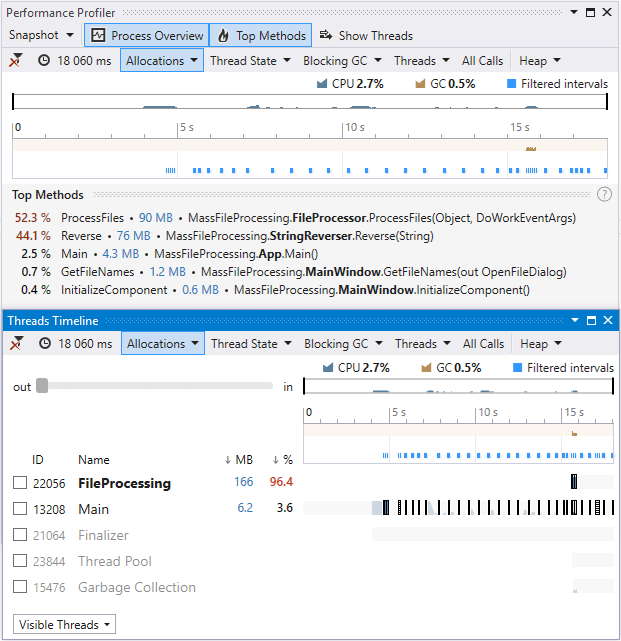 Performance Profiler
Snapshot Process Overview Top Methods Show Threads
18 060 ms Allocations Thread State Blocking GC Threads All Calls Heap
CPU 2.7% GC 0.5% Filtered intervals
0 5 s 10 s 15 s
Top Methods ?
52.3 % ProcessFiles • 90 MB • MassFileProcessing.FileProcessor.ProcessFiles(Object, DoWorkEventArgs)
44.1 % Reverse • 76 MB • MassFileProcessing.StringReverser.Reverse(String)
2.5 % Main • 4.3 MB • MassFileProcessing.App.Main()
0.7 % GetFileNames • 1.2 MB • MassFileProcessing.MainWindow.GetFileNames(out OpenFileDialog)
0.4 % InitializeComponent • 0.6 MB • MassFileProcessing.MainWindow.InitializeComponent()
Threads Timeline
18 060 ms Allocations Thread State Blocking GC Threads All Calls Heap
CPU 2.7% GC 0.5% Filtered intervals
out in
0 5 s 10 s 15 s
ID Name ↓ MB ↓ %
22056 FileProcessing 166 96.4
13208 Main 6.2 3.6
21064 Finalizer
23844 Thread Pool
15476 Garbage Collection
Visible Threads